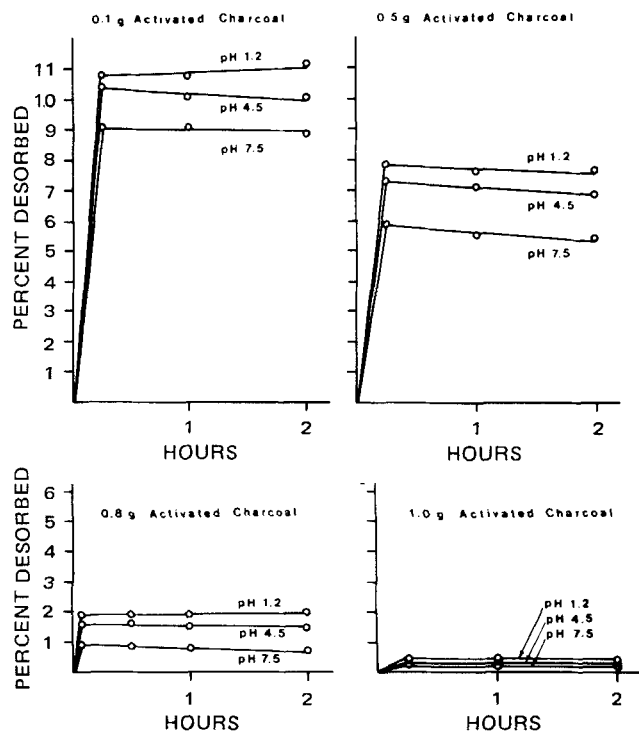 0.1 g Activated Charcoal
PERCENT DESORBED
11
10
9
8
7
6
5
4
3
2
1
pH 1.2
pH 4.5
pH 7.5
1
2
HOURS
0.5 g Activated Charcoal
pH 1.2
pH 4.5
pH 7.5
1
2
HOURS
0.8 g Activated Charcoal
PERCENT DESORBED
6
5
4
3
2
1
pH 1.2
pH 4.5
pH 7.5
1
2
HOURS
1.0 g Activated Charcoal
pH 1.2
pH 4.5
pH 7.5
1
2
HOURS